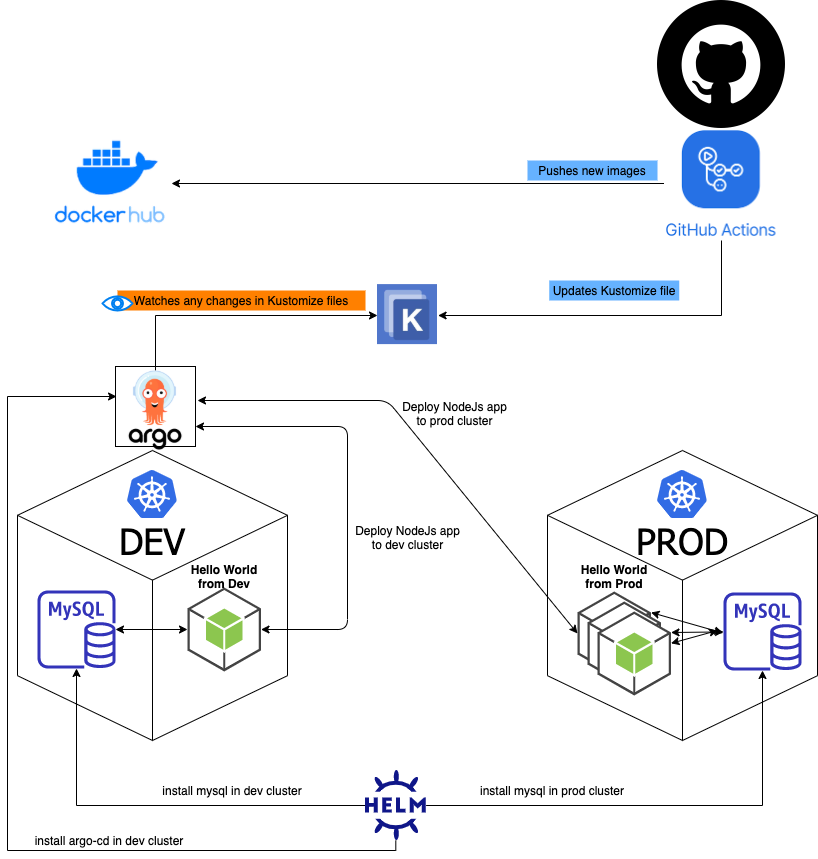 Pushes new images
dockerhub
GitHub Actions
Watches any changes in Kustomize files
Updates Kustomize file
K
argo
Deploy NodeJs app
to prod cluster
DEV
PROD
Deploy NodeJs app
to dev cluster
Hello World
from Dev
Hello World
from Prod
MySQL
MySQL
install mysql in dev cluster
install mysql in prod cluster
HELM
install argo-cd in dev cluster